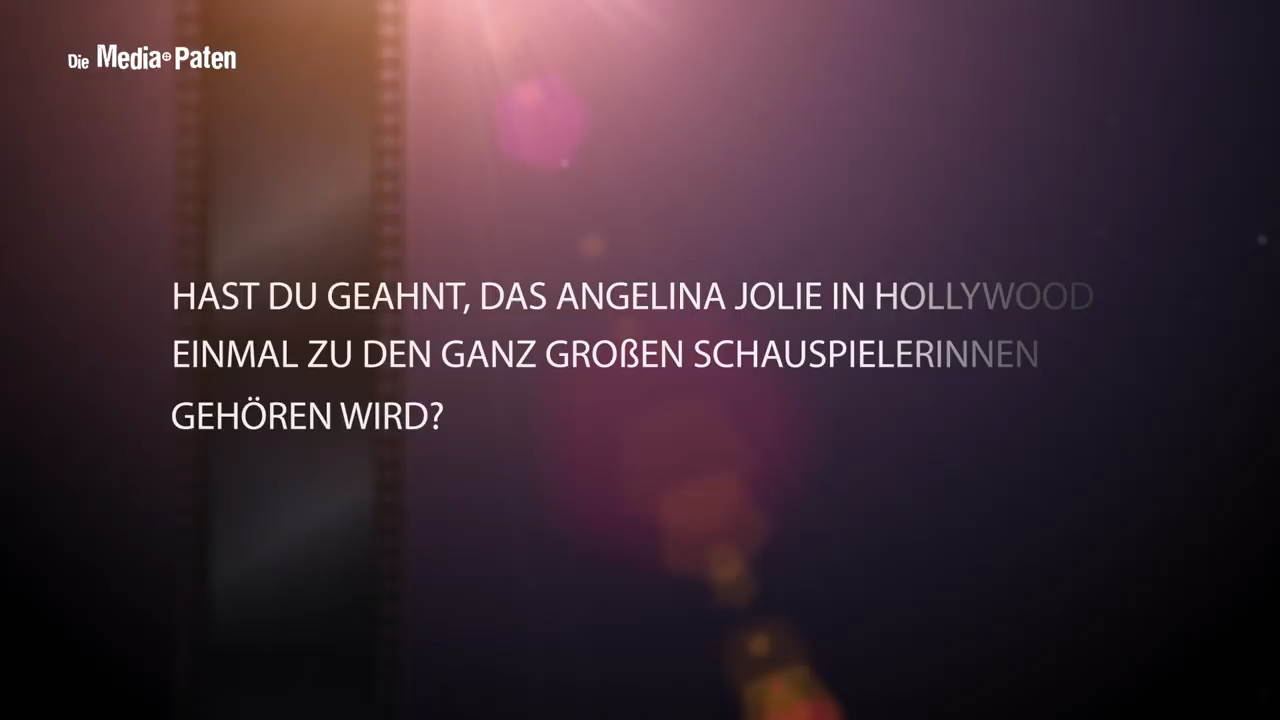 Die Media Paten
HAST DU GEAHNT, DAS ANGELINA JOLIE IN HOLLYWOOD
EINMAL ZU DEN GANZ GROßEN SCHAUSPIELERINNEN
GEHÖREN WIRD?